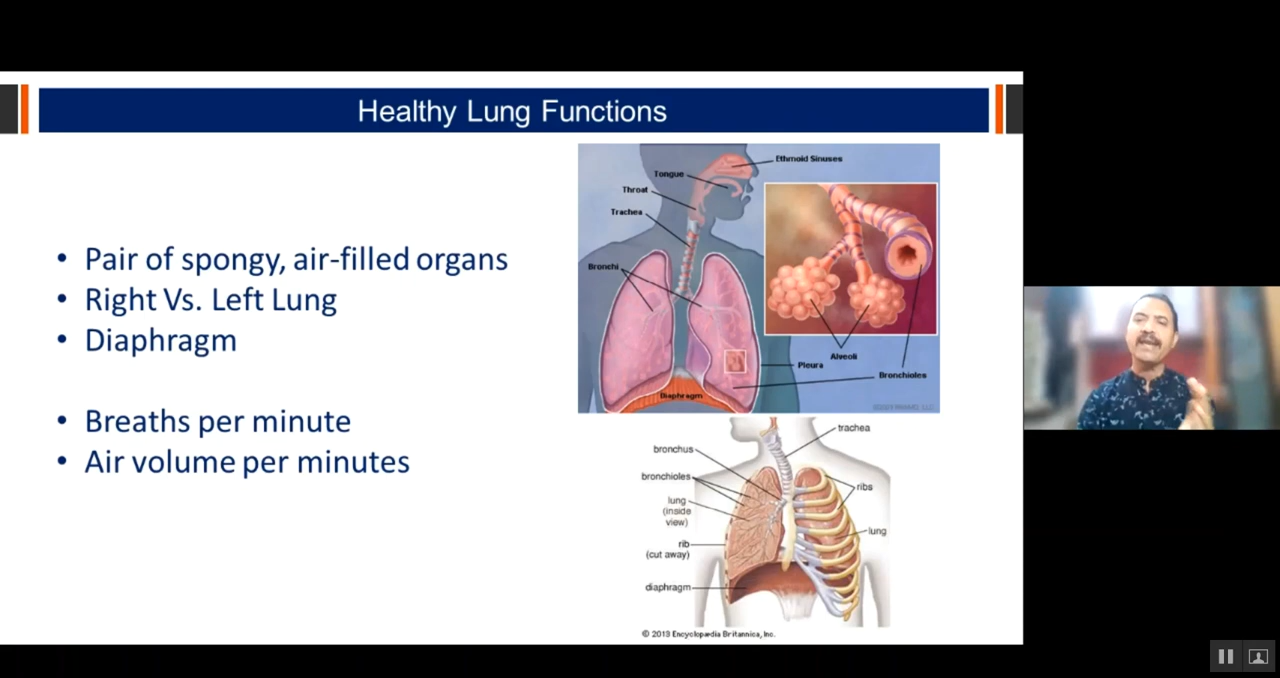 Healthy Lung Functions
• Pair of spongy, air-filled organs
• Right Vs. Left Lung
• Diaphragm
• Breaths per minute
• Air volume per minutes
Ethmoid Sinuses
Tongue
Throat
Trachea
Bronchi
Alveoli
Pleura
Bronchioles
Diaphragm
trachea
bronchus
bronchioles
ribs
lung
(inside
view)
lung
rib
(cut away)
diaphragm
© 2013 Encyclopædia Britannica, Inc.